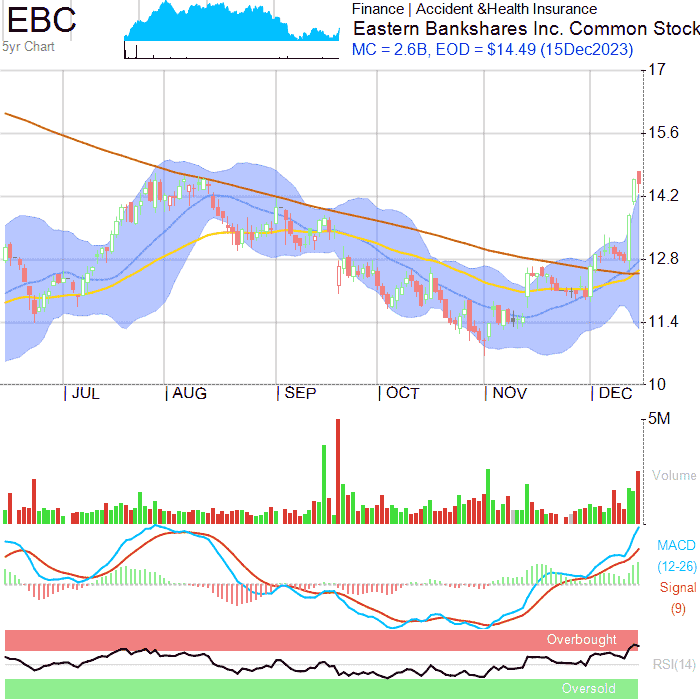 EBC
5yr Chart
Finance | Accident &Health Insurance
Eastern Bankshares Inc. Common Stock
MC = 2.6B, EOD = $14.49 (15Dec2023)
17
15.6
14.2
12.8
11.4
10
| JUL | AUG | SEP | OCT | NOV | DEC
5M
Volume
MACD
(12-26)
Signal
(9)
Overbought
RSI(14)
Oversold